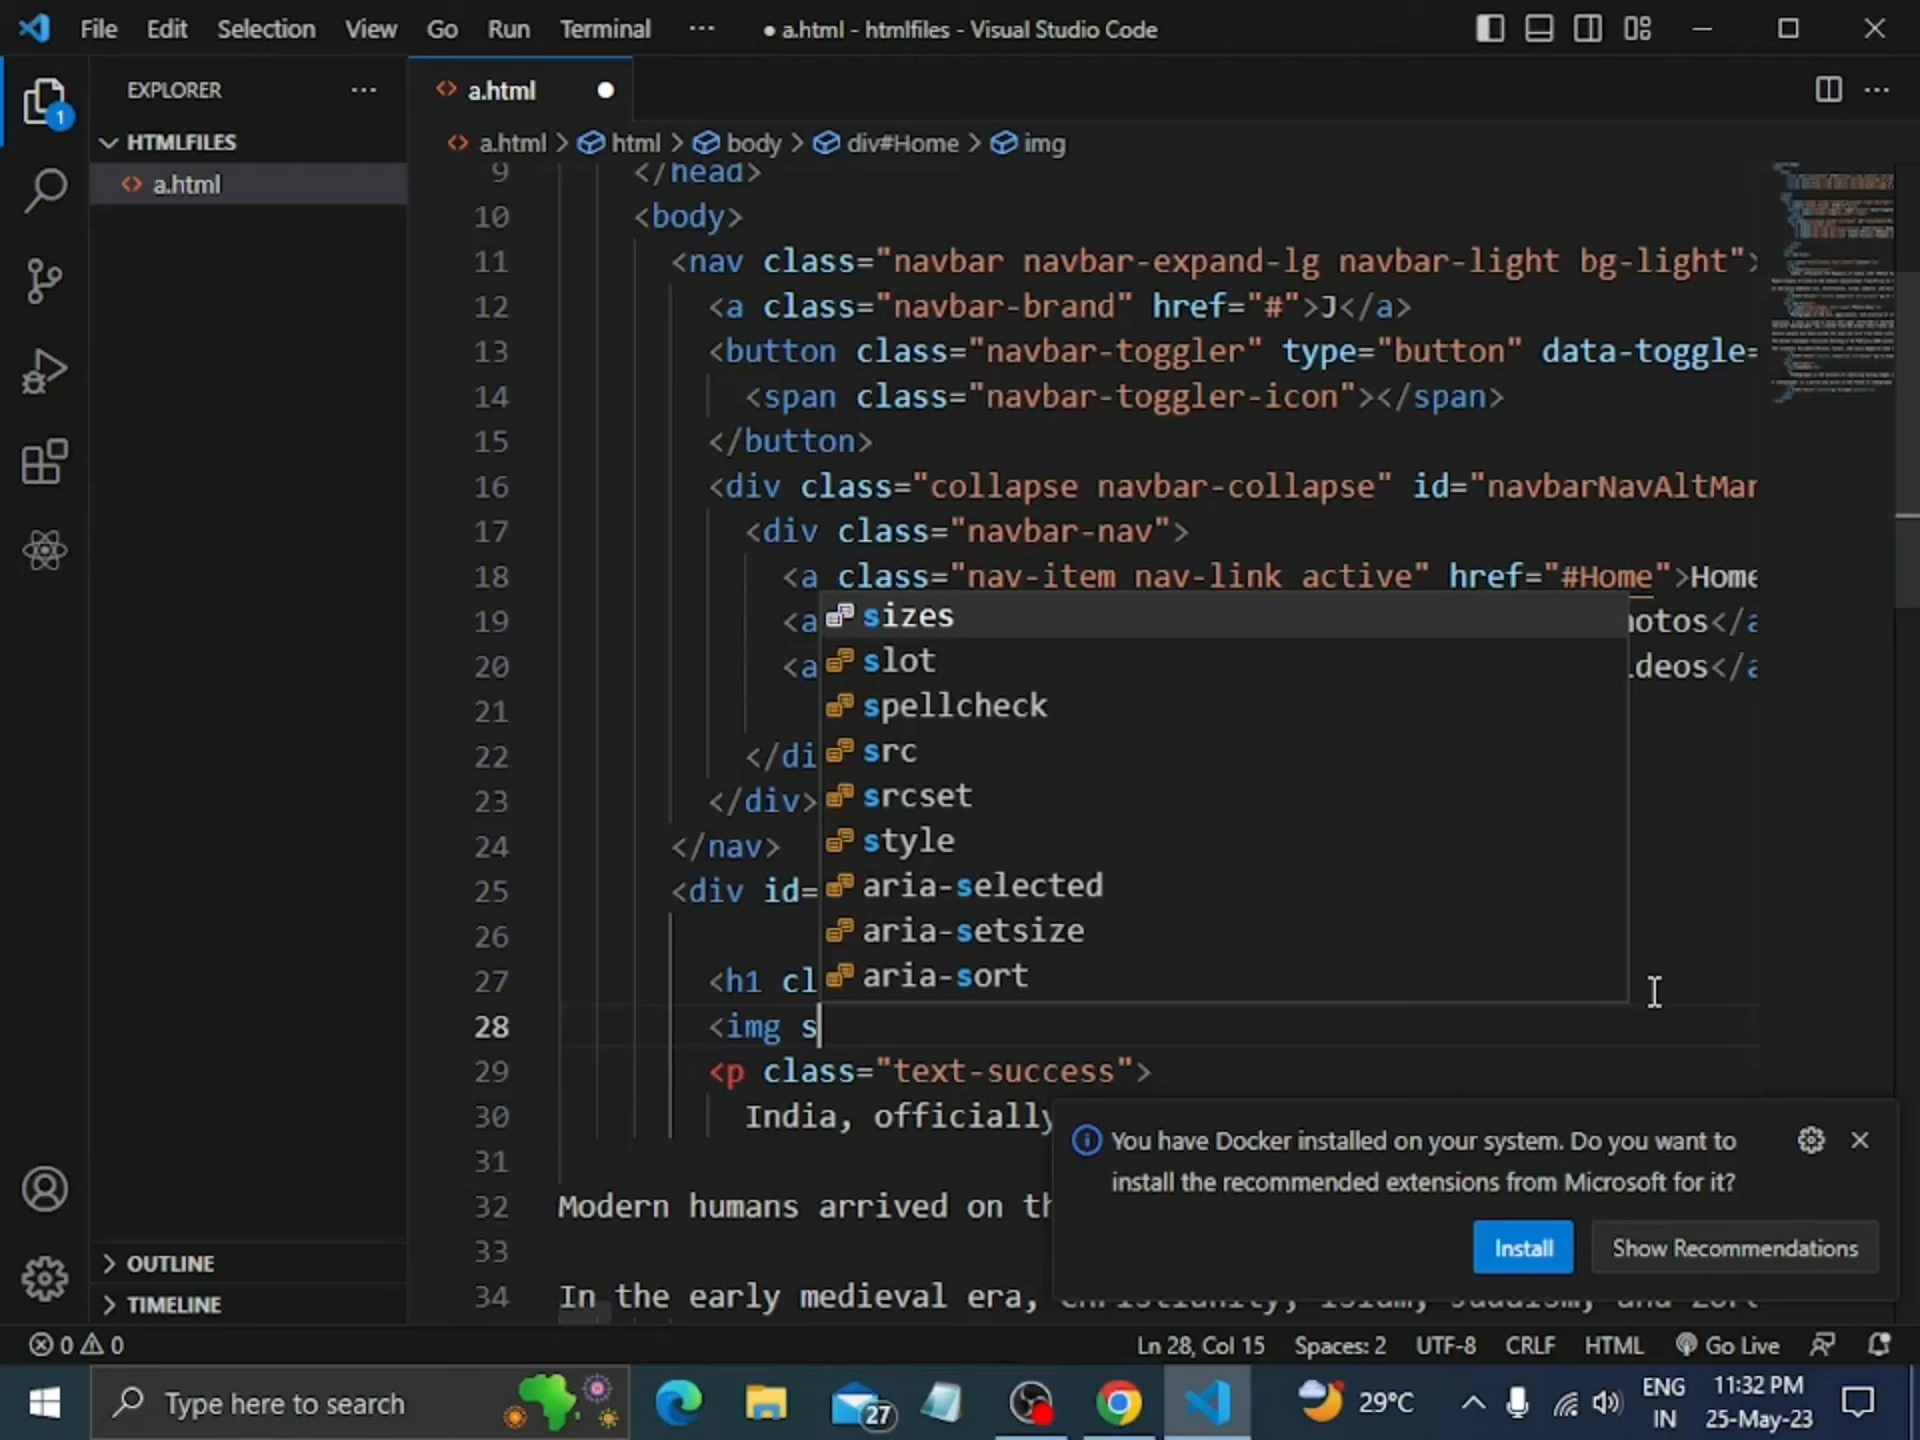 File Edit Selection View Go Run Terminal ··· ● a.html - htmlfiles - Visual Studio Code
EXPLORER ···
a.html ●
1
HTMLFILES
a.html
a.html > html > body > div#Home > img
9 </head>
10 <body>
11 <nav class="navbar navbar-expand-lg navbar-light bg-light">
12 <a class="navbar-brand" href="#">J</a>
13 <button class="navbar-toggler" type="button" data-toggle=
14 <span class="navbar-toggler-icon"></span>
15 </button>
16 <div class="collapse navbar-collapse" id="navbarNavAltMar
17 <div class="navbar-nav">
18 <a class="nav-item nav-link active" href="#Home">Home
19 <a
otos</a
20 <a
deos</a
21
22 </di
23 </div>
24 </nav>
25 <div id=
26
27 <h1 cl
28 <img s
29 <p class="text-success">
30 India, officially
31
32 Modern humans arrived on th
33
34 In the early medieval era,
sizes
slot
spellcheck
src
srcset
style
aria-selected
aria-setsize
aria-sort
You have Docker installed on your system. Do you want to
install the recommended extensions from Microsoft for it?
Install Show Recommendations
OUTLINE
TIMELINE
0 0
Ln 28, Col 15 Spaces: 2 UTF-8 CRLF HTML Go Live
Type here to search
27
29°C
ENG
IN
11:32 PM
25-May-23